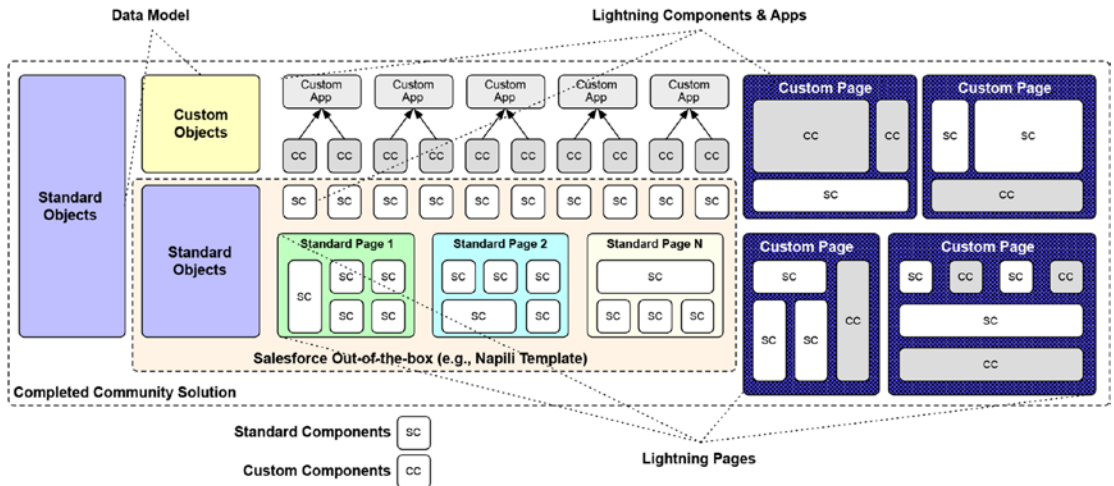 Data Model
Lightning Components & Apps
Standard
Objects
Custom
Objects
Custom
App
Custom
App
Custom
App
Custom
App
Custom
App
CC
CC
CC
CC
CC
CC
CC
CC
CC
CC
Standard
Objects
SC
SC
SC
SC
SC
SC
SC
SC
SC
SC
Standard Page 1
SC
SC
SC
SC
SC
Standard Page 2
SC
SC
SC
SC
SC
Standard Page N
SC
SC
SC
SC
Salesforce Out-of-the-box (e.g., Napili Template)
Custom Page
CC
CC
SC
Custom Page
SC
SC
CC
Custom Page
SC
CC
SC
SC
Custom Page
SC
CC
SC
CC
SC
CC
Completed Community Solution
Standard Components
SC
Custom Components
CC
Lightning Pages